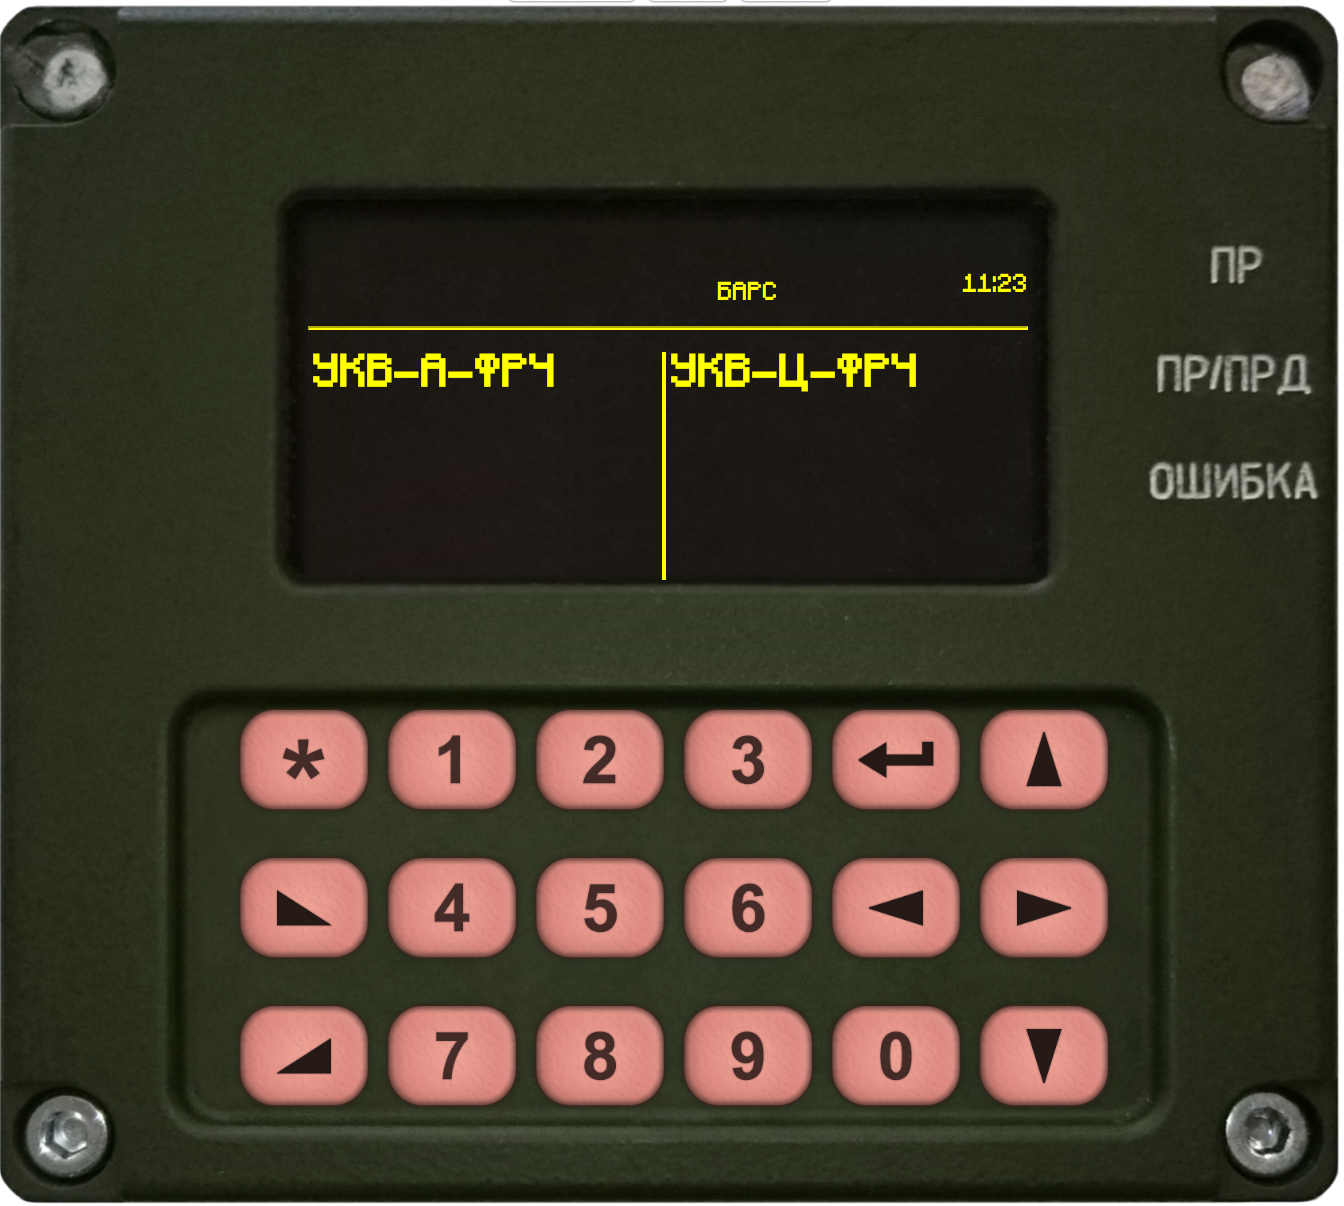 БАРС 11:23
УКВ-А-ФРЧ УКВ-Ц-ФРЧ
ПР
ПР/ПРД
ОШИБКА
* 1 2 3
4 5 6
7 8 9 0